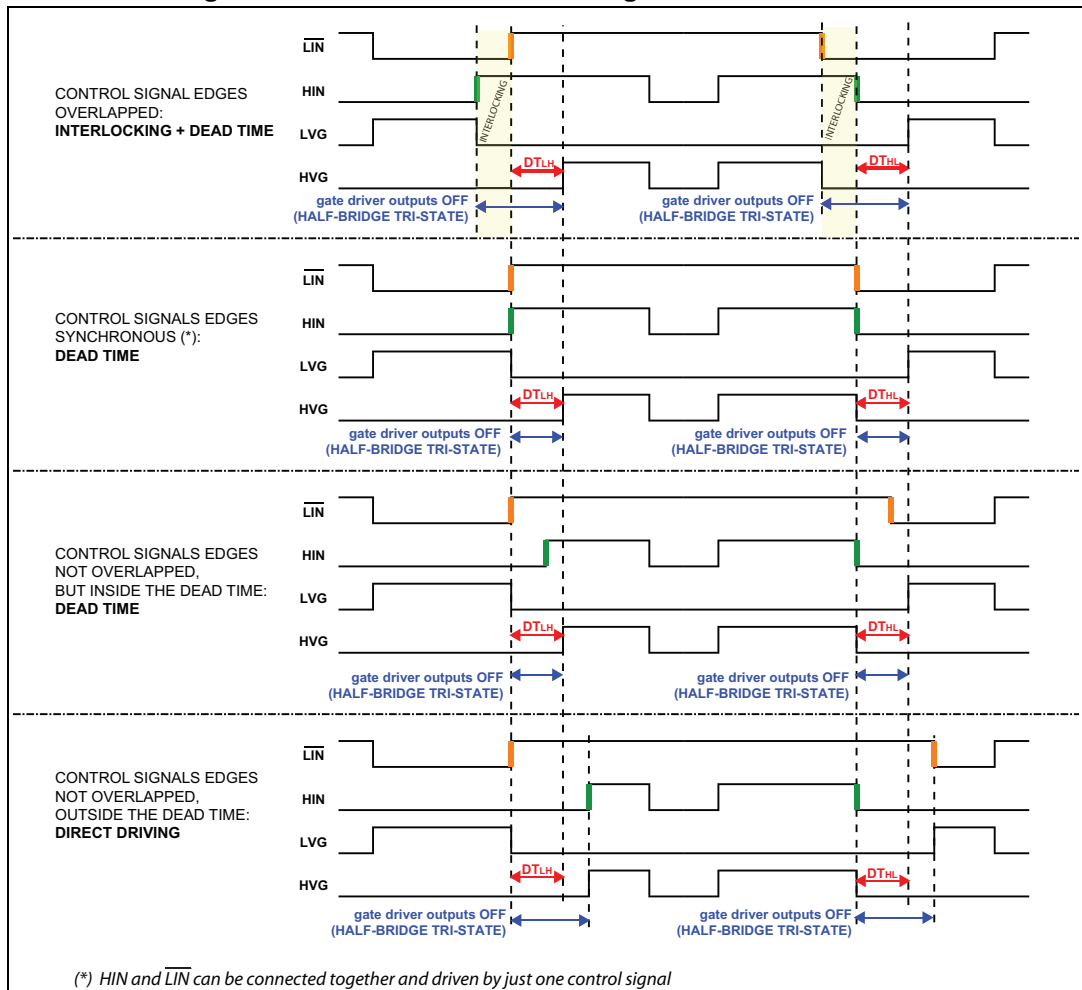 CONTROL SIGNAL EDGES
OVERLAPPED:
INTERLOCKING + DEAD TIME
LIN
HIN
LVG
HVG
INTERLOCKING
INTERLOCKING
DTLH
DTHL
gate driver outputs OFF
(HALF-BRIDGE TRI-STATE)
gate driver outputs OFF
(HALF-BRIDGE TRI-STATE)
CONTROL SIGNALS EDGES
SYNCHRONOUS (*):
DEAD TIME
LIN
HIN
LVG
HVG
DTLH
DTHL
gate driver outputs OFF
(HALF-BRIDGE TRI-STATE)
gate driver outputs OFF
(HALF-BRIDGE TRI-STATE)
CONTROL SIGNALS EDGES
NOT OVERLAPPED,
BUT INSIDE THE DEAD TIME:
DEAD TIME
LIN
HIN
LVG
HVG
DTLH
DTHL
gate driver outputs OFF
(HALF-BRIDGE TRI-STATE)
gate driver outputs OFF
(HALF-BRIDGE TRI-STATE)
CONTROL SIGNALS EDGES
NOT OVERLAPPED,
OUTSIDE THE DEAD TIME:
DIRECT DRIVING
LIN
HIN
LVG
HVG
DTLH
DTHL
gate driver outputs OFF
(HALF-BRIDGE TRI-STATE)
gate driver outputs OFF
(HALF-BRIDGE TRI-STATE)
(*) HIN and LIN can be connected together and driven by just one control signal